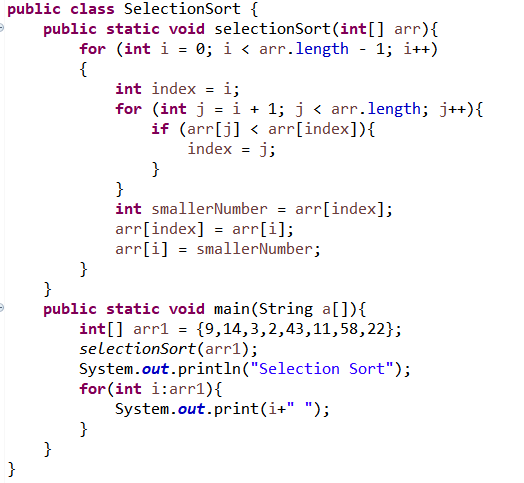 public class SelectionSort {
    public static void selectionSort(int[] arr){
        for (int i = 0; i < arr.length - 1; i++)
        {
            int index = i;
            for (int j = i + 1; j < arr.length; j++){
                if (arr[j] < arr[index]){
                    index = j;
                }
            }
            int smallerNumber = arr[index];
            arr[index] = arr[i];
            arr[i] = smallerNumber;
        }
    }
    public static void main(String a[]){
        int[] arr1 = {9,14,3,2,43,11,58,22};
        selectionSort(arr1);
        System.out.println("Selection Sort");
        for(int i:arr1){
            System.out.print(i+" ");
        }
    }
}